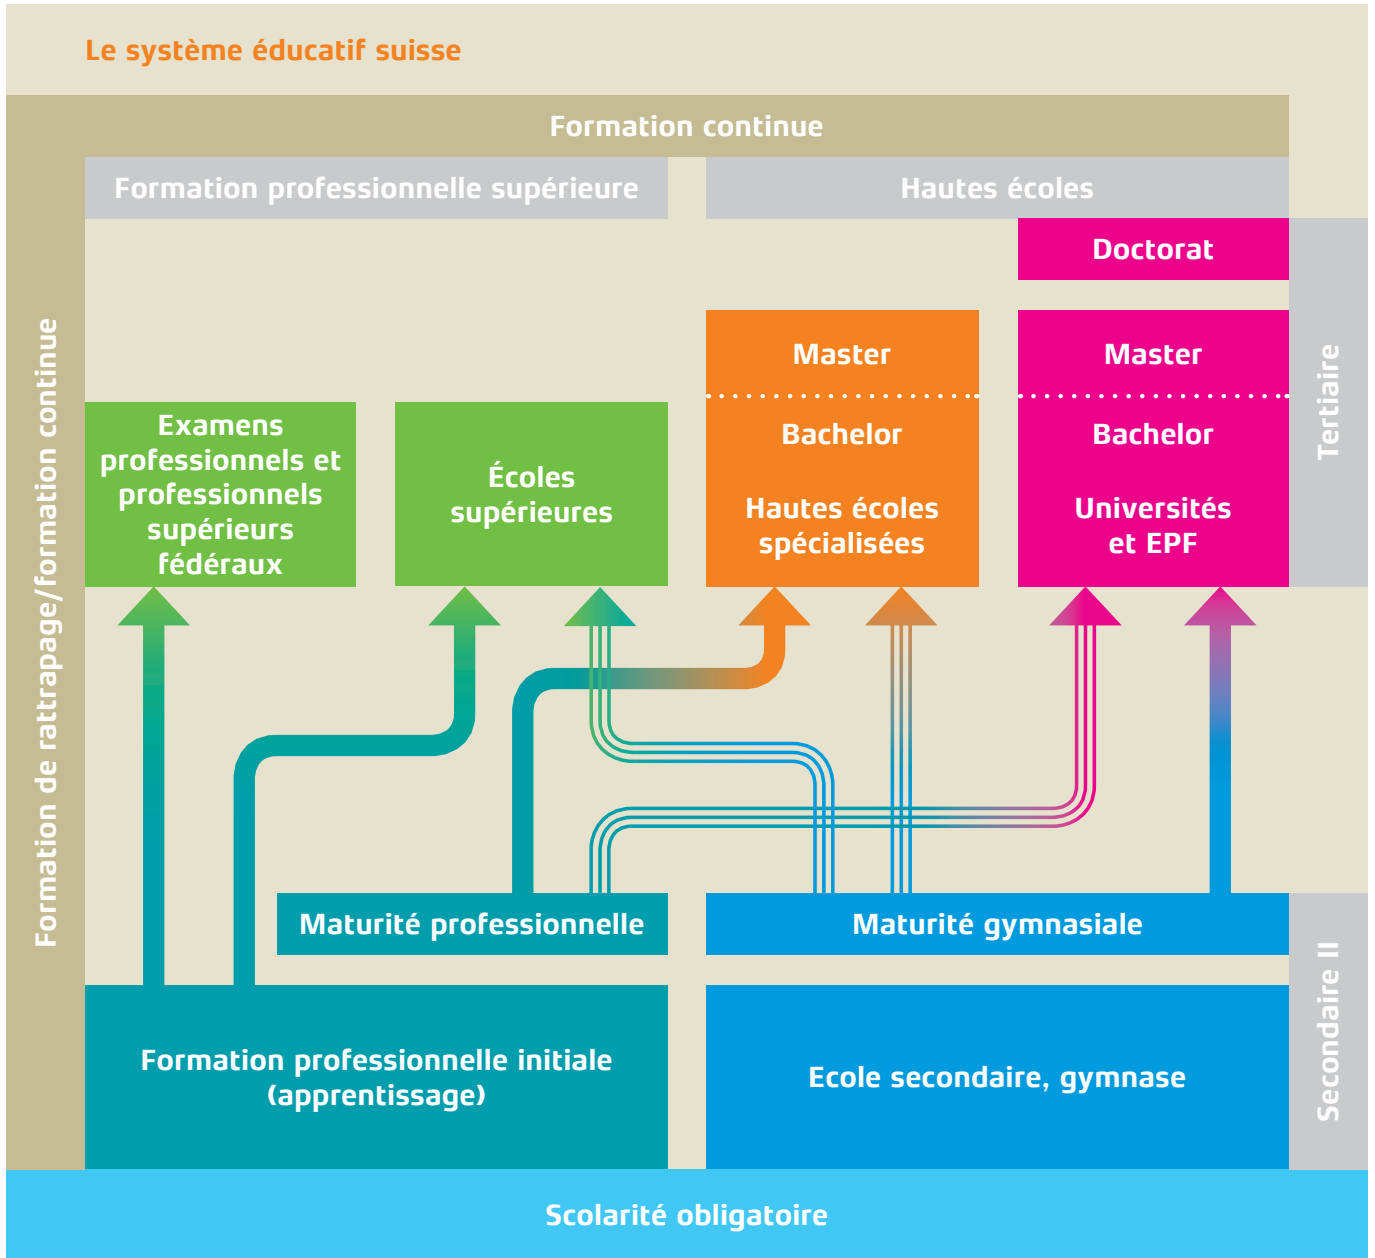 Le système éducatif suisse
Formation continue
Formation professionnelle supérieure
Hautes écoles
Doctorat
Master
Master
Bachelor
Bachelor
Examens
professionnels et
professionnels
supérieurs
fédéraux
Écoles
supérieures
Hautes écoles
spécialisées
Universités
et EPF
Tertiaire
Formation de rattrapage/formation continue
Maturité professionnelle
Maturité gymnasiale
Formation professionnelle initiale
(apprentissage)
Ecole secondaire, gymnase
Secondaire II
Scolarité obligatoire